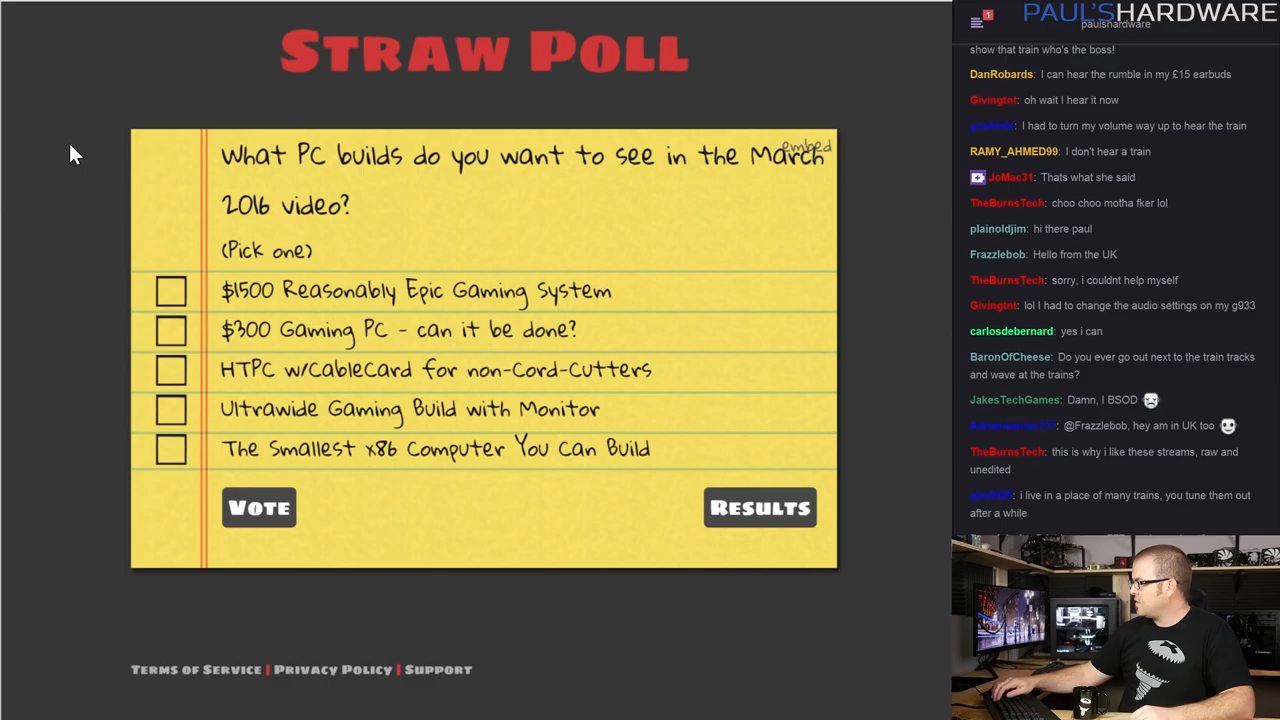 STRAW POLL
embed
What PC builds do you want to see in the March
2016 video?
(Pick one)
$1500 Reasonably Epic Gaming System
$300 Gaming PC - can it be done?
HTPC w/CableCard for non-Cord-Cutters
Ultrawide Gaming Build with Monitor
The Smallest x86 Computer You Can Build
VOTE
RESULTS
TERMS OF SERVICE | PRIVACY POLICY | SUPPORT
PAUL'SHARDWARE
1
paulshardware
show that train who's the boss!
DanRobards: I can hear the rumble in my £15 earbuds
Givingtnt: oh wait I hear it now
I had to turn my volume way up to hear the train
RAMY_AHMED99: I don't hear a train
JoMac31: Thats what she said
TheBurnsTech: choo choo motha fker lol
plainoldjim: hi there paul
Frazzlebob: Hello from the UK
TheBurnsTech: sorry, i couldnt help myself
Givingtnt: lol I had to change the audio settings on my g933
carlosdebernard: yes i can
BaronOfCheese: Do you ever go out next to the train tracks
and wave at the trains?
JakesTechGames: Damn, I BSOD
@Frazzlebob, hey am in UK too
TheBurnsTech: this is why i like these streams, raw and
unedited
i live in a place of many trains, you tune them out
after a while